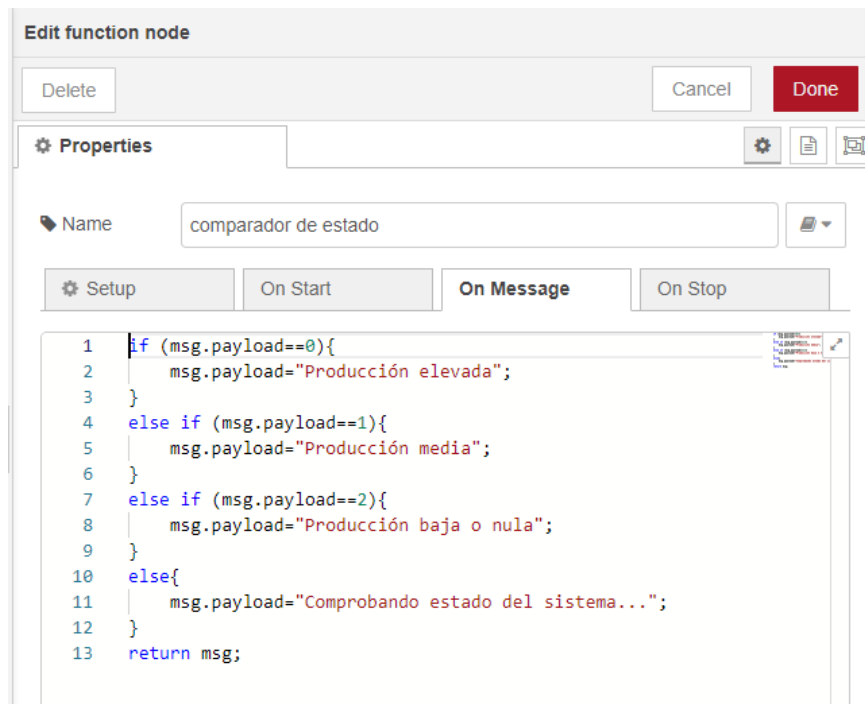 Edit function node
Delete
Cancel
Done
Properties
Name
comparador de estado
Setup
On Start
On Message
On Stop
1 if (msg.payload==0){
2 msg.payload="Producción elevada";
3 }
4 else if (msg.payload==1){
5 msg.payload="Producción media";
6 }
7 else if (msg.payload==2){
8 msg.payload="Producción baja o nula";
9 }
10 else{
11 msg.payload="Comprobando estado del sistema...";
12 }
13 return msg;